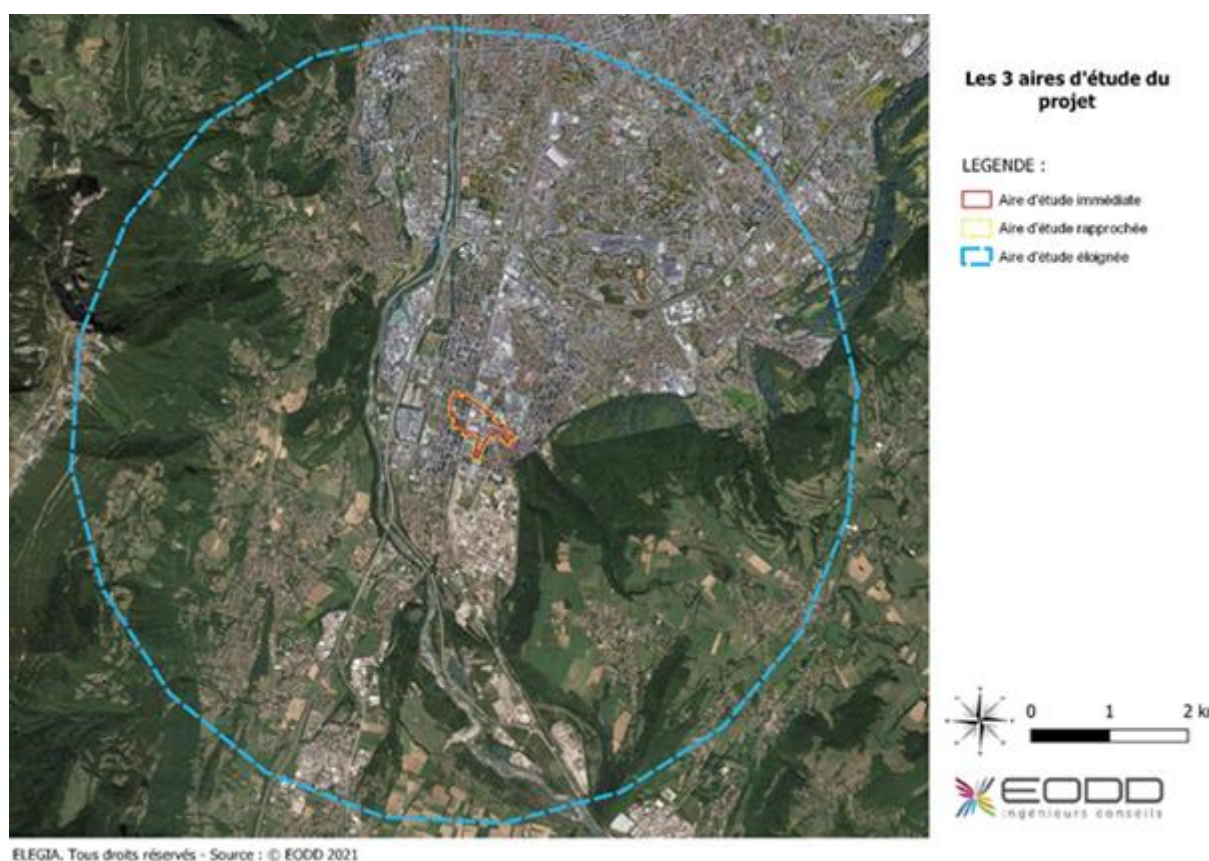 Les 3 aires d'étude du
projet
LEGENDE :
Aire d'étude immédiate
Aire d'étude rapprochée
Aire d'étude éloignée
0 1 2 k
EODD
ingénieurs conseils
ELEGIA. Tous droits réservés - Source : © EODD 2021